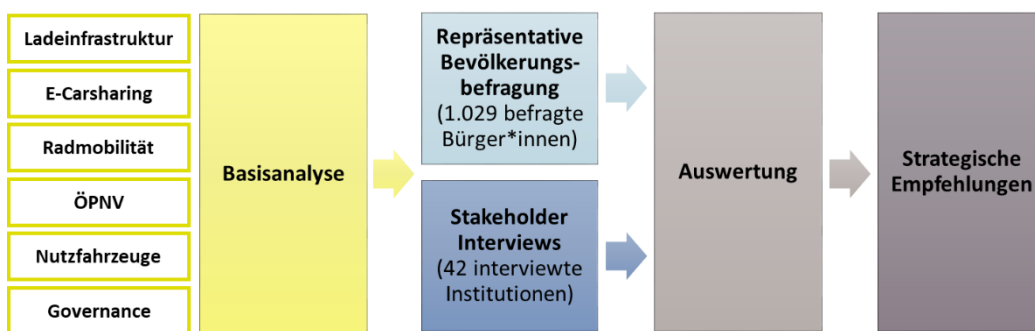 Ladeinfrastruktur
E-Carsharing
Radmobilität
ÖPNV
Nutzfahrzeuge
Governance
Basisanalyse
Repräsentative
Bevölkerungs-
befragung
(1.029 befragte
Bürger*innen)
Stakeholder
Interviews
(42 interviewte
Institutionen)
Auswertung
Strategische
Empfehlungen